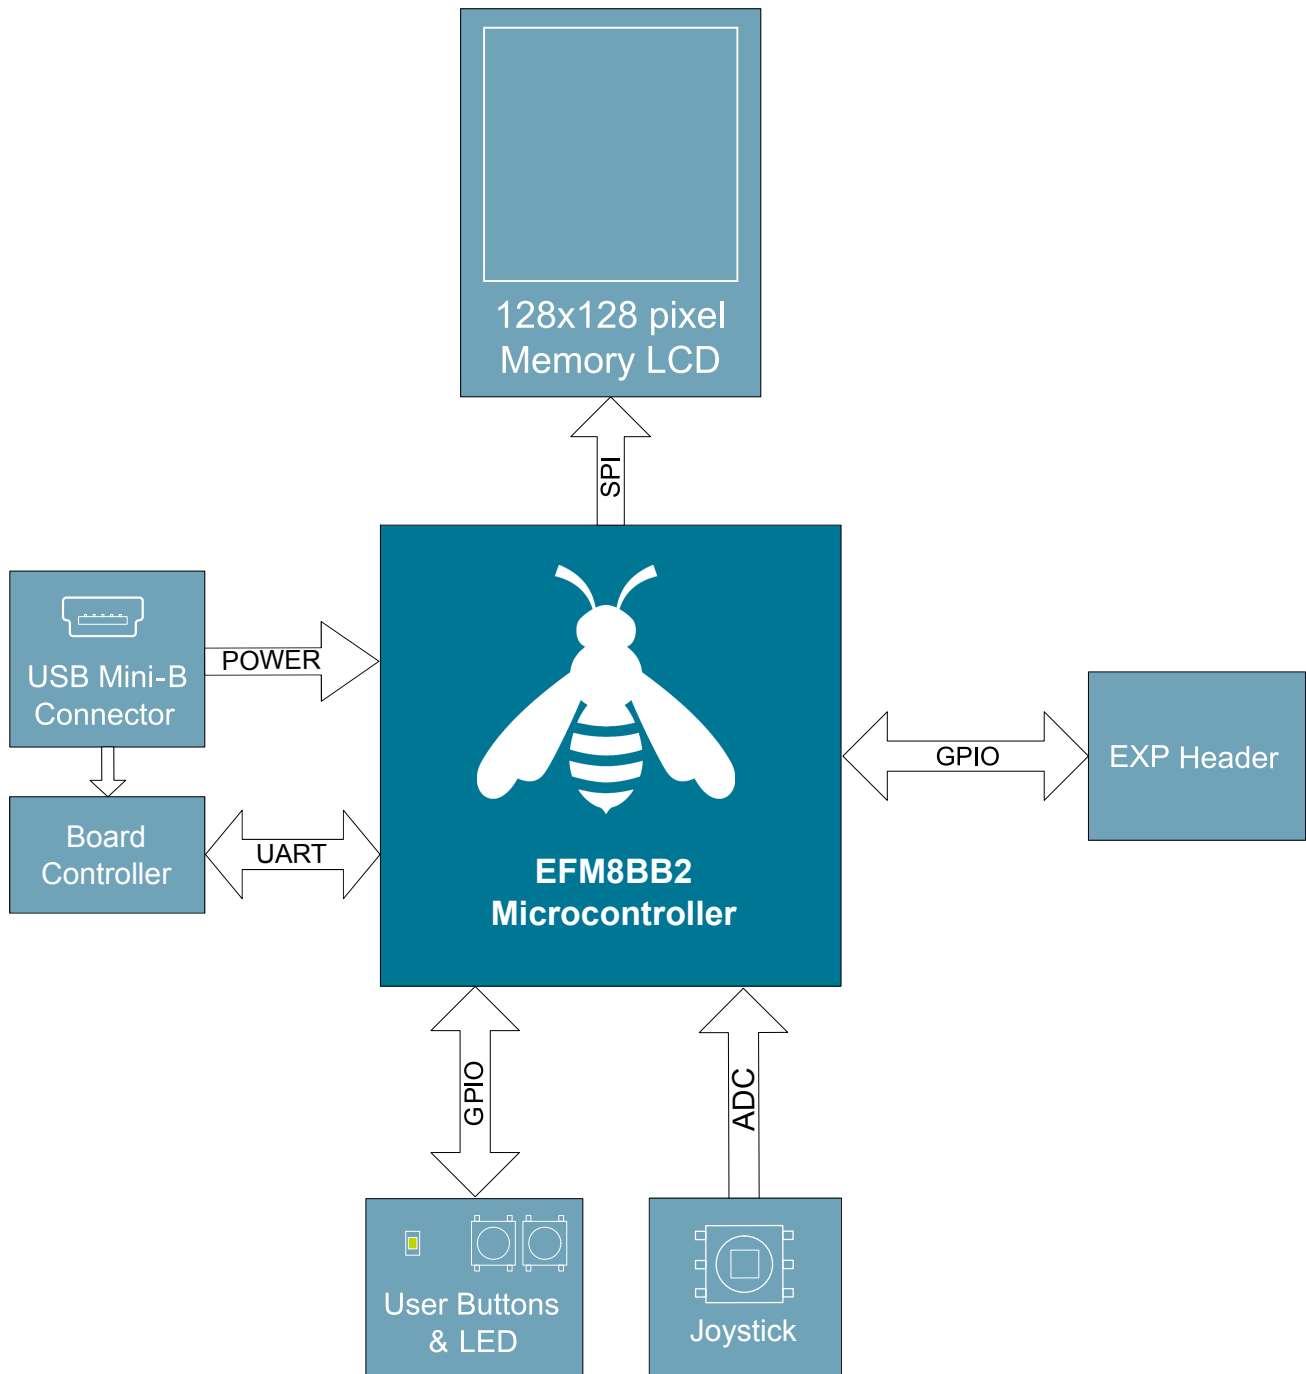 128x128 pixel
Memory LCD
SPI
USB Mini-B
Connector
POWER
Board
Controller
UART
EFM8BB2
Microcontroller
GPIO
EXP Header
GPIO
ADC
User Buttons
& LED
Joystick